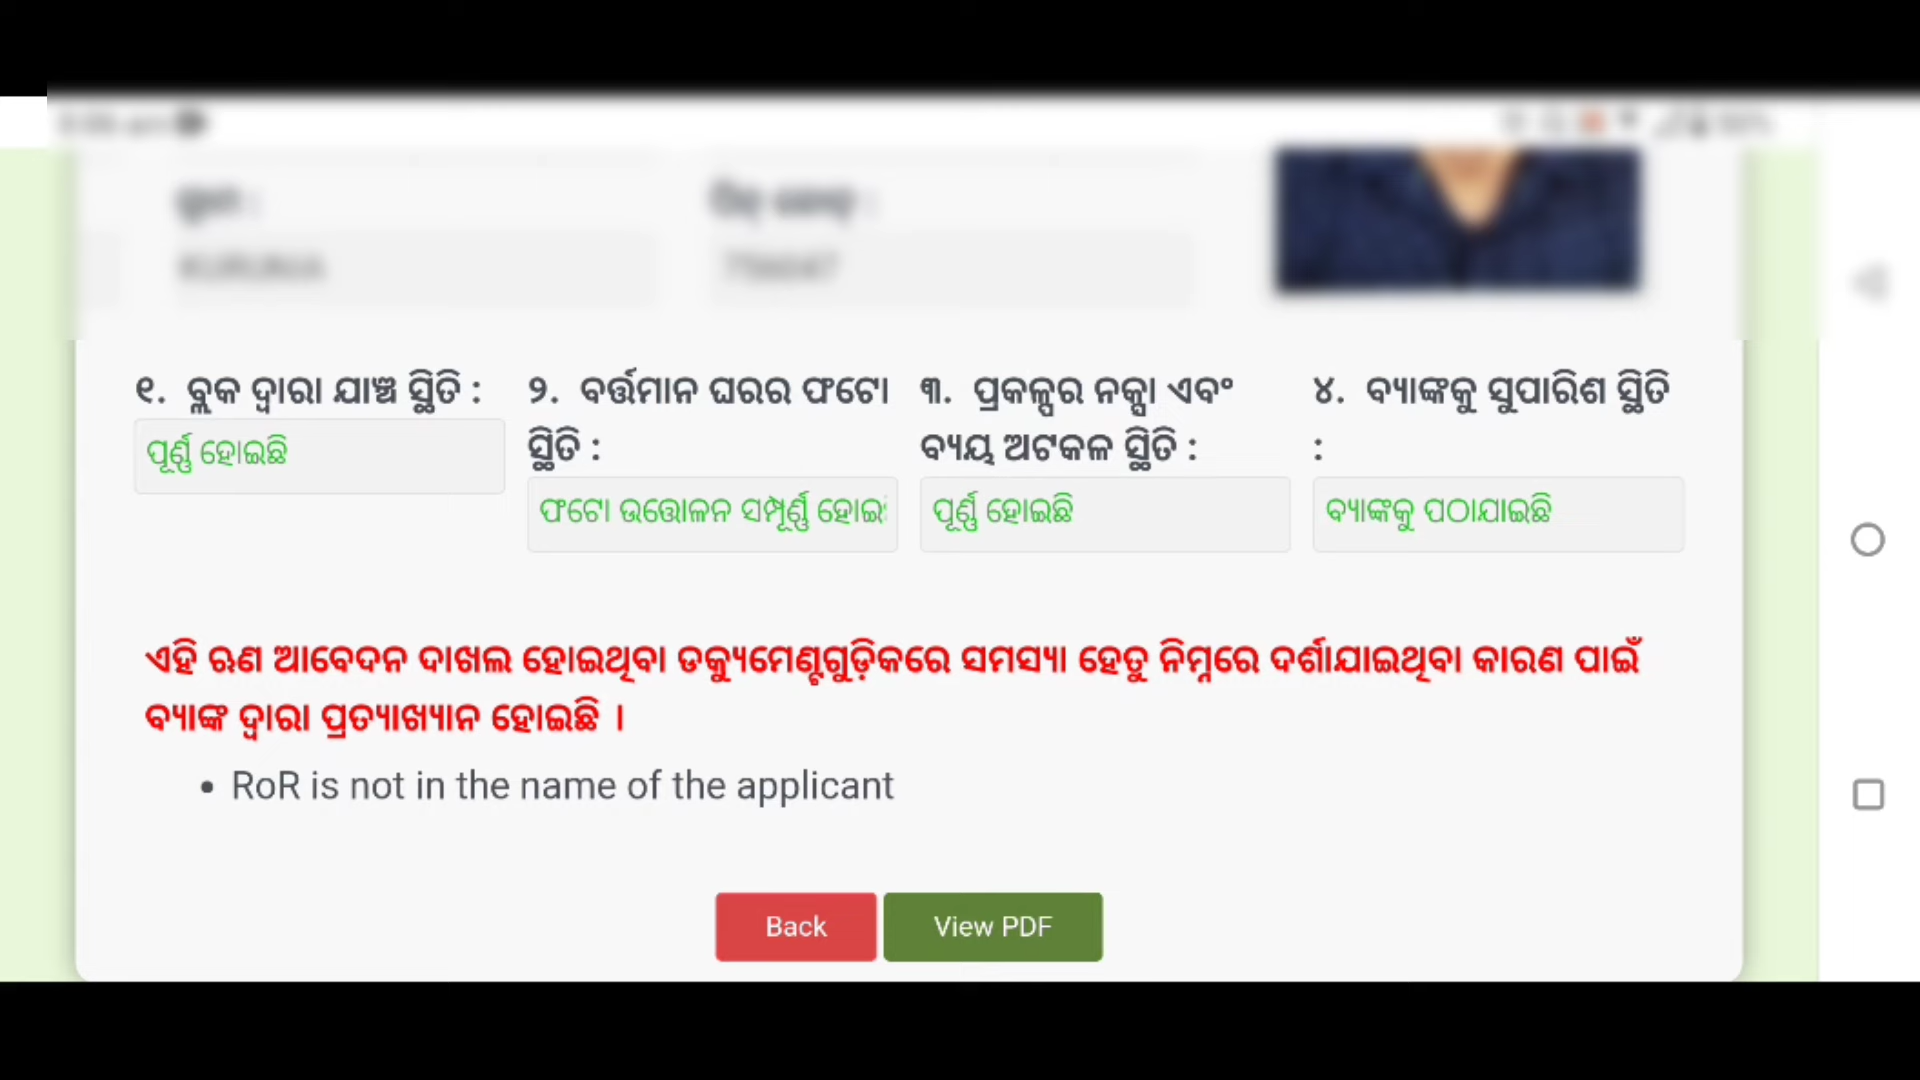 ୧. ବ୍ଲକ ଦ୍ୱାରା ଯାଞ୍ଚ ସ୍ଥିତି :
ପୂର୍ଣ୍ଣ ହୋଇଛି
୨. ବର୍ତ୍ତମାନ ଘରର ଫଟୋ
ସ୍ଥିତି :
ଫଟୋ ଉତ୍ତୋଳନ ସମ୍ପୂର୍ଣ୍ଣ ହୋଇ
୩. ପ୍ରକଳ୍ପର ନକ୍ସା ଏବଂ
ବ୍ୟୟ ଅଟକଳ ସ୍ଥିତି :
ପୂର୍ଣ୍ଣ ହୋଇଛି
୪. ବ୍ୟାଙ୍କକୁ ସୁପାରିଶ ସ୍ଥିତି
:
ବ୍ୟାଙ୍କକୁ ପଠାଯାଇଛି
ଏହି ଋଣ ଆବେଦନ ଦାଖଲ ହୋଇଥିବା ଡକ୍ୟୁମେଣ୍ଟଗୁଡ଼ିକରେ ସମସ୍ୟା ହେତୁ ନିମ୍ନରେ ଦର୍ଶାଯାଇଥିବା କାରଣ ପାଇଁ
ବ୍ୟାଙ୍କ ଦ୍ୱାରା ପ୍ରତ୍ୟାଖ୍ୟାନ ହୋଇଛି ।
• RoR is not in the name of the applicant
Back
View PDF